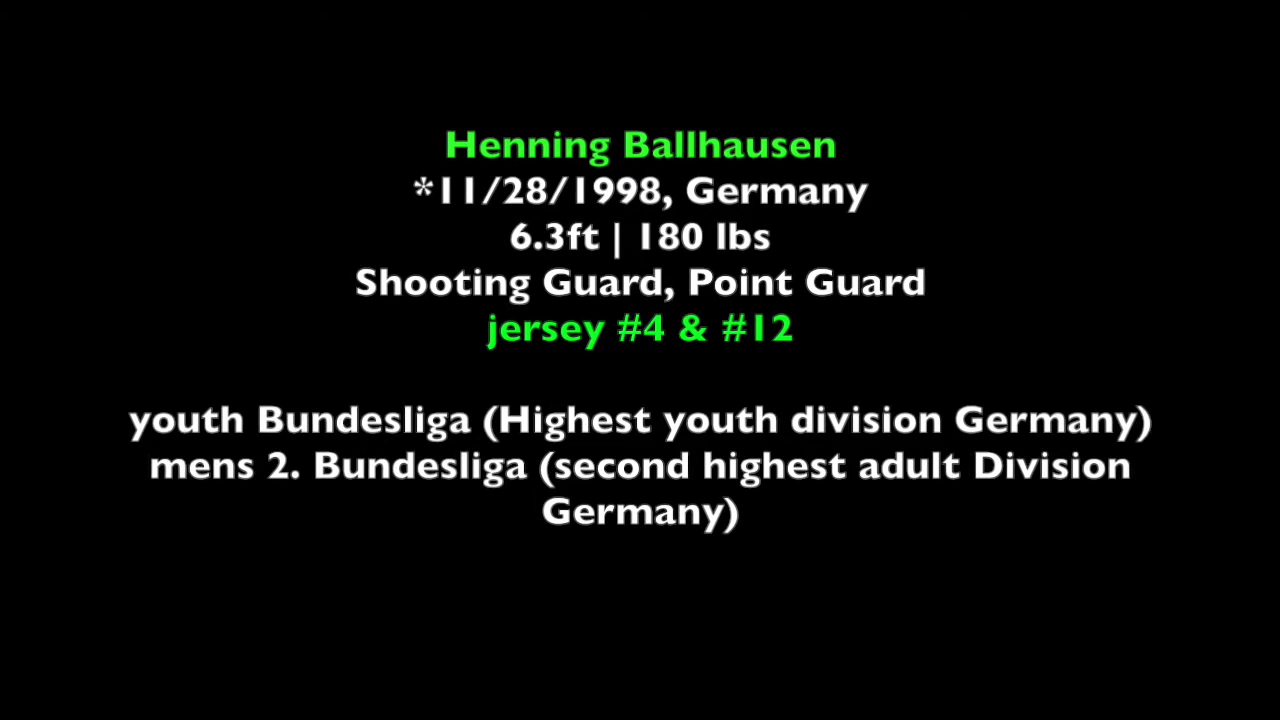 Henning Ballhausen
*11/28/1998, Germany
6.3ft | 180 lbs
Shooting Guard, Point Guard
jersey #4 & #12
youth Bundesliga (Highest youth division Germany)
mens 2. Bundesliga (second highest adult Division
Germany)